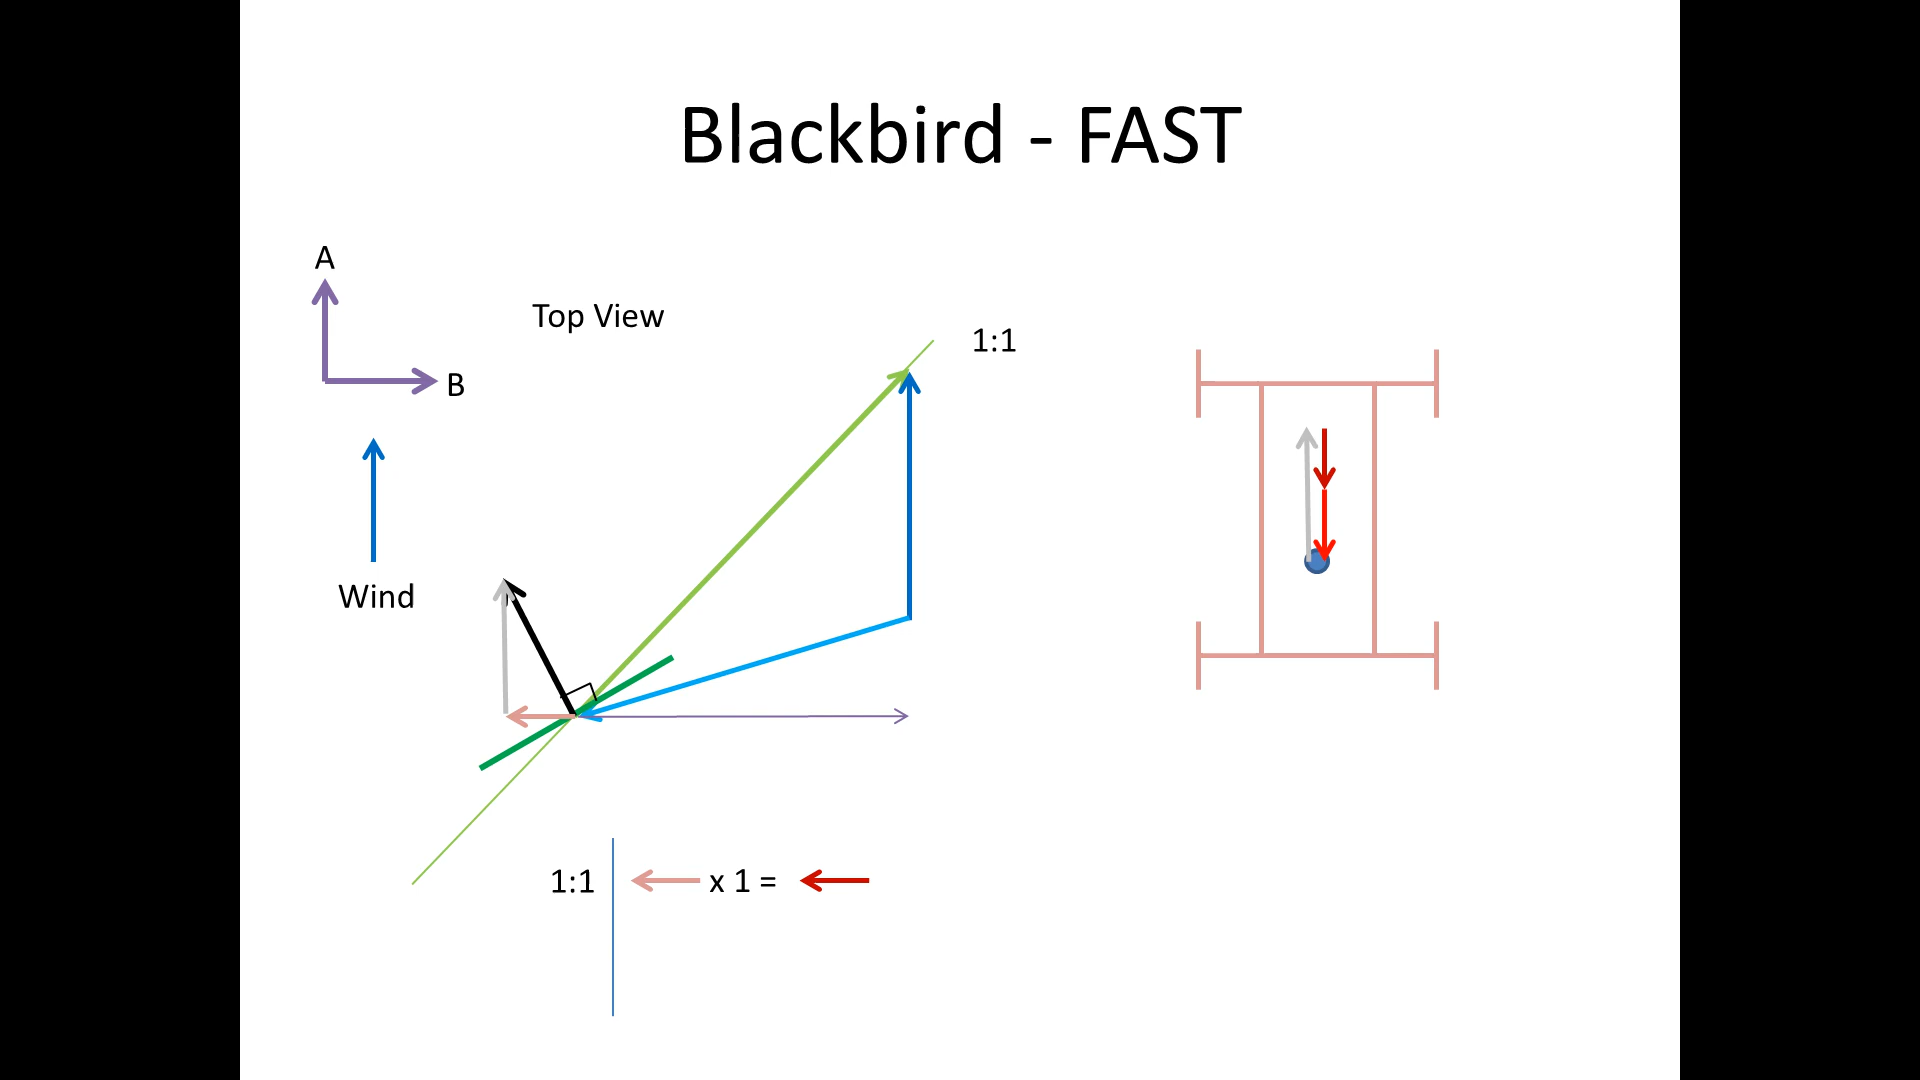 Blackbird - FAST
A
Top View
1:1
B
Wind
1:1
x 1 =